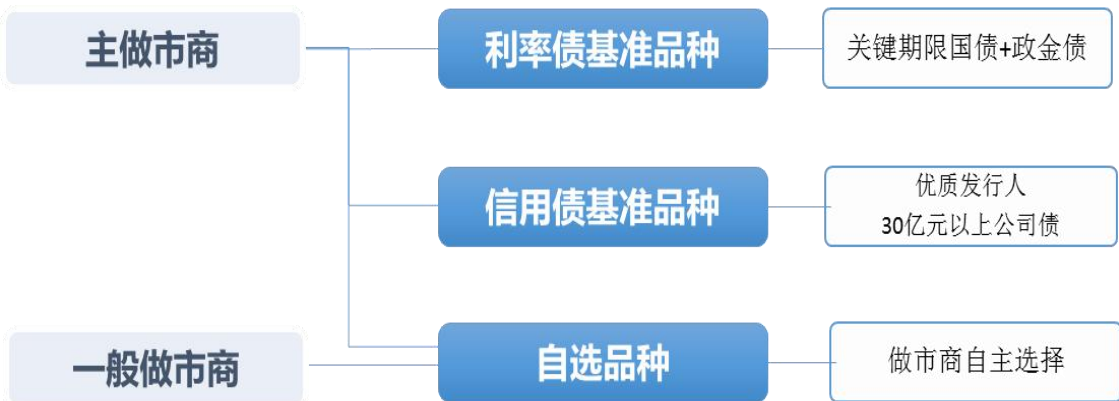 主做市商
利率债基准品种
关键期限国债+政金债
信用债基准品种
优质发行人
30亿元以上公司债
一般做市商
自选品种
做市商自主选择